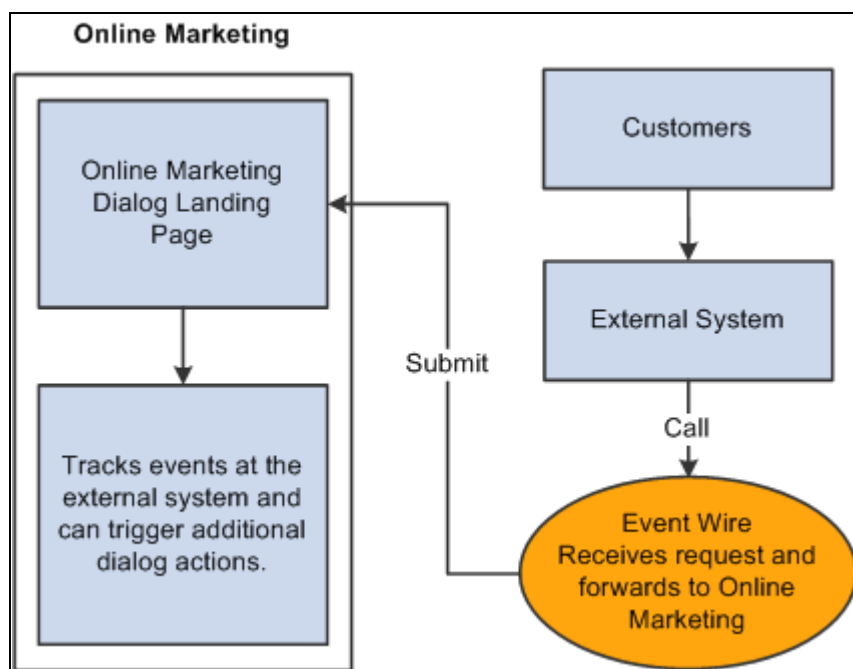 Online Marketing
Online Marketing
Dialog Landing
Page
Tracks events at the
external system and
can trigger additional
dialog actions.
Submit
Customers
External System
Call
Event Wire
Receives request and
forwards to Online
Marketing